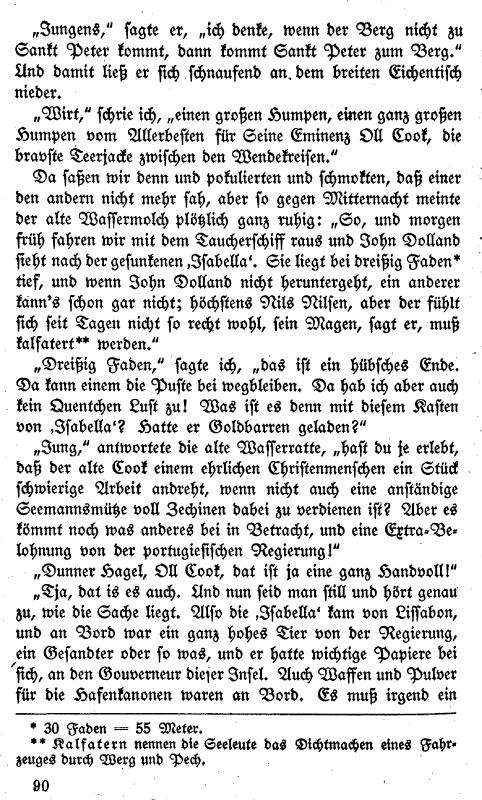 „Jungens,“ sagte er, „ich denke, wenn der Berg nicht zu
Sankt Peter kommt, dann kommt Sankt Peter zum Berg.“
Und damit ließ er sich schnaufend an dem breiten Eichentisch
nieder.
„Wirt,“ schrie ich, „einen großen Humpen, einen ganz großen
Humpen vom Allerbesten für Seine Eminenz Oll Cook, die
bravste Teerjacke zwischen den Wendekreisen.“
Da saßen wir denn und pokulierten und schmökten, daß einer
den andern nicht mehr sah, aber so gegen Mitternacht meinte
der alte Wassermolch plötzlich ganz ruhig: „So, und morgen
früh fahren wir mit dem Taucherschiff raus und John Dolland
sieht nach der gesunkenen ‚Isabella‘. Sie liegt bei dreißig Faden*
tief, und wenn John Dolland nicht heruntergeht, ein anderer
kann's schon gar nicht; höchstens Nils Nilsen, aber der fühlt
sich seit Tagen nicht so recht wohl, sein Magen, sagt er, muß
kalfatert** werden.“
„Dreißig Faden,“ sagte ich, „das ist ein hübsches Ende.
Da kann einem die Puste bei wegbleiben. Da hab ich aber auch
kein Quentchen Lust zu! Was ist es denn mit diesem Kasten
von ‚Isabella‘? Hatte er Goldbarren geladen?“
„Jung,“ antwortete die alte Wasserratte, „hast du je erlebt,
daß der alte Cook einem ehrlichen Christenmenschen ein Stück
schwierige Arbeit andreht, wenn nicht auch eine anständige
Seemannsmütze voll Zechinen dabei zu verdienen ist? Aber es
kömmt noch was anderes bei in Betracht, und eine Extra-Be-
lohnung von der portugiesischen Regierung!“
„Dunner Hagel, Oll Cook, dat ist ja eine ganz Handvoll!“
„Tja, dat is es auch. Und nun seid man still und hört genau
zu, wie die Sache liegt. Also die ‚Isabella‘ kam von Lissabon,
und an Bord war ein ganz hohes Tier von der Regierung,
ein Gesandter oder so was, und er hatte wichtige Papiere bei
sich, an den Gouverneur dieser Insel. Auch Waffen und Pulver
für die Hafenkanonen waren an Bord. Es muß irgend ein
* 30 Faden = 55 Meter.
** Kalfatern nennen die Seeleute das Dichtmachen eines Fahr-
zeuges durch Werg und Pech.
90